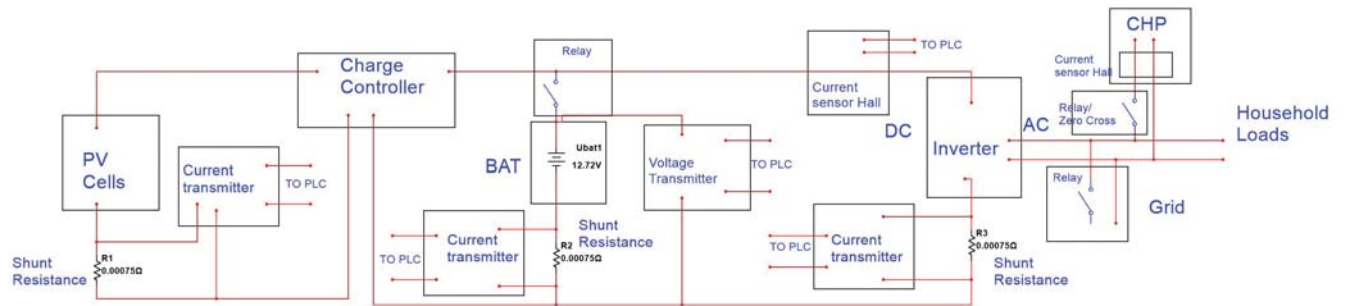 Charge
Controller
Relay
TO PLC
Current
sensor Hall
CHP
Current
sensor Hall
Relay/
Zero Cross
Household
Loads
PV
Cells
Current
transmitter
TO PLC
BAT
Ubat1
12.72V
Voltage
Transmitter
TO PLC
DC
AC
Inverter
Relay
Grid
Shunt
Resistance
R1
0.00075Ω
TO PLC
Current
transmitter
Shunt
Resistance
R2
0.00075Ω
TO PLC
Current
transmitter
R3
0.00075Ω
Shunt
Resistance